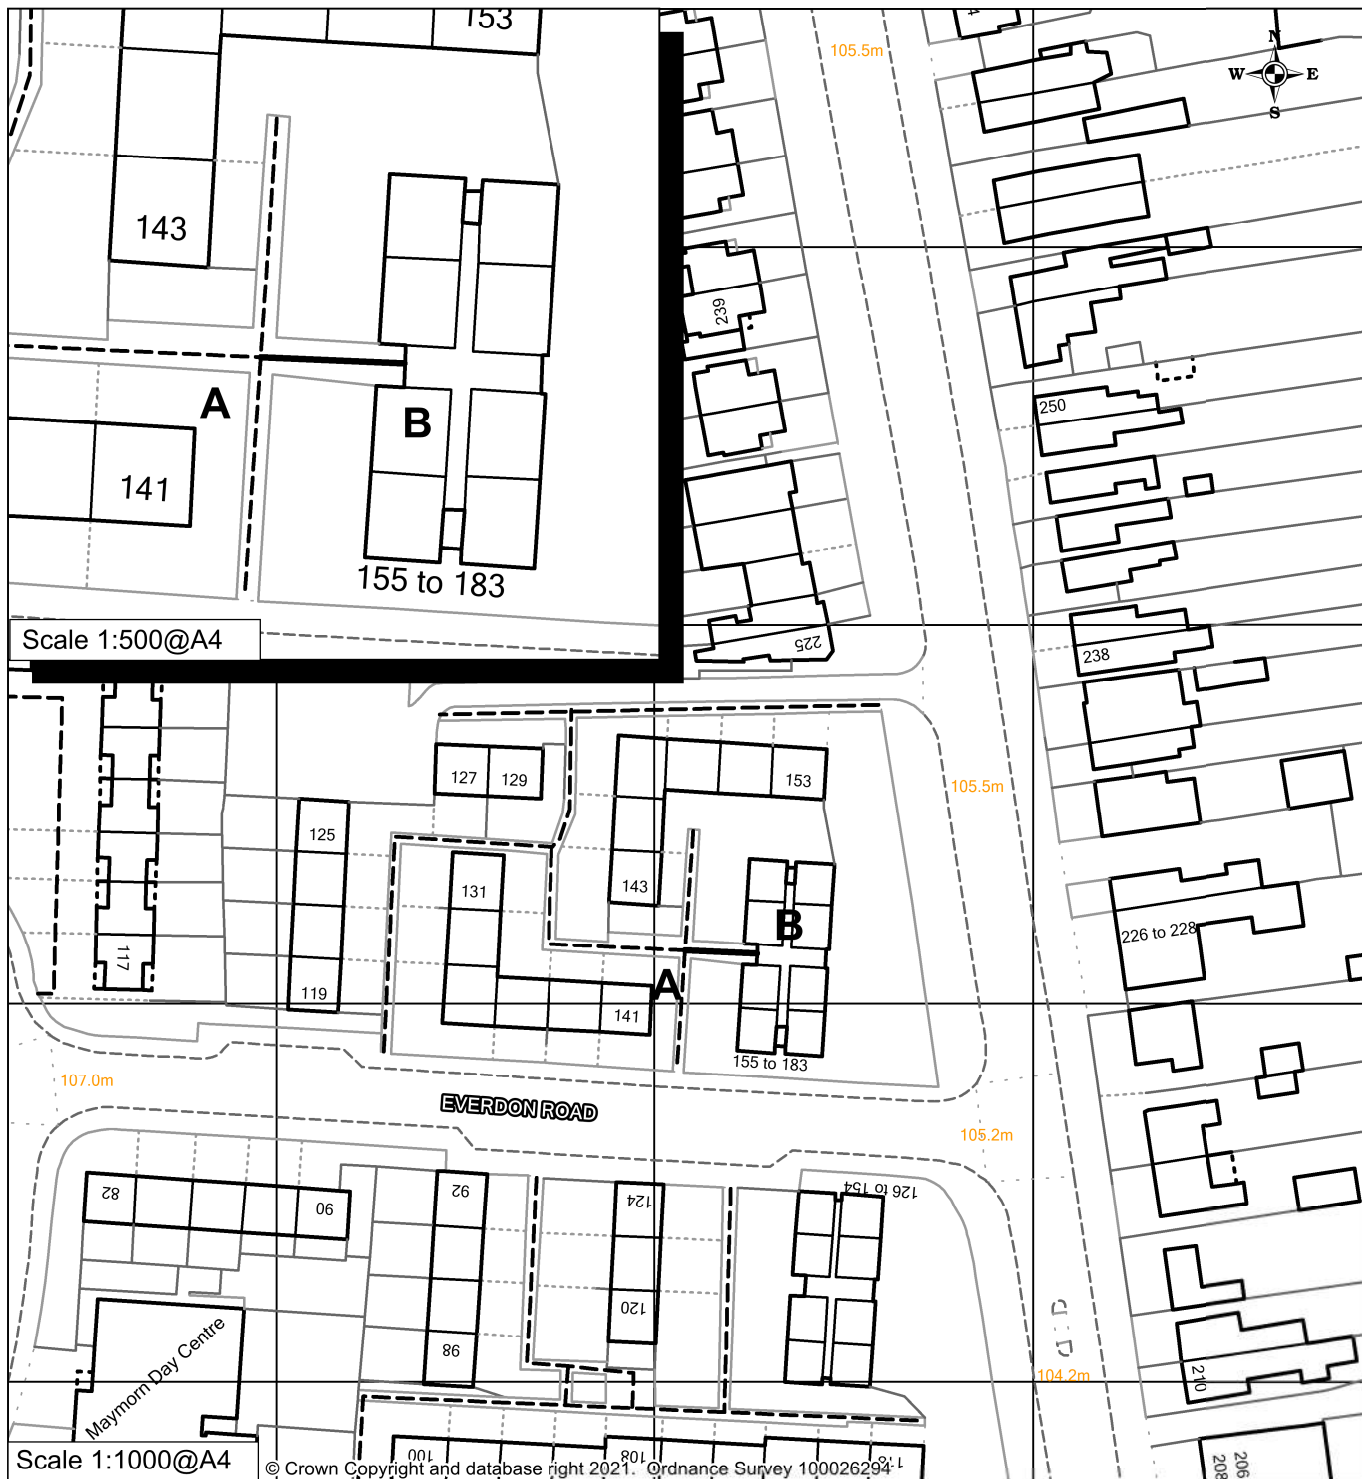 153
143
A
B
141
155 to 183
Scale 1:500@A4
105.5m
N
W E
S
239
250
225
238
105.5m
127 129
153
125
131
143
B
226 to 228
117
119
A
141
155 to 183
107.0m
EVERDON ROAD
105.2m
82
90
92
124
126 to 154
120
98
104.2m
210
Maymorn Day Centre
100
108
206
208
Scale 1:1000@A4
© Crown Copyright and database right 2021. Ordnance Survey 100026294